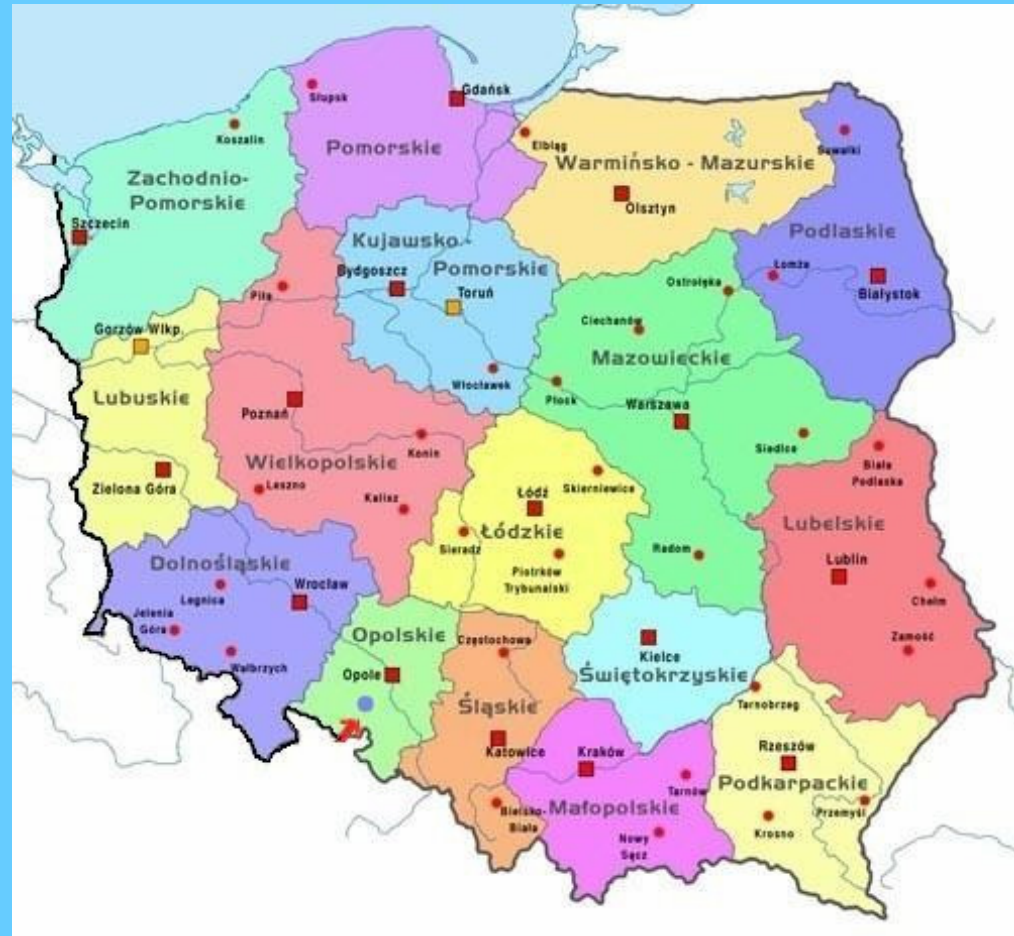 Gdańsk
Słupsk
Koszalin
Pomorskie
Elbląg
Suwałki
Warmińsko - Mazurskie
Zachodnio-
Pomorskie
Olsztyn
Szczecin
Kujawsko -
Pomorskie
Podlaskie
Bydgoszcz
Toruń
Łomża
Ostrołęka
Białystok
Piła
Ciechanów
Gorzów Wlkp.
Mazowieckie
Włocławek
Płock
Lubuskie
Poznań
Warszawa
Konin
Siedlce
Biała
Podlaska
Wielkopolskie
Leszno
Kalisz
Skierniewice
Zielona Góra
Łódź
Łódzkie
Lubelskie
Sieradz
Radom
Lublin
Piotrków
Trybunalski
Dolnośląskie
Wrocław
Legnica
Chełm
Jelenia
Góra
Zamość
Opolskie
Częstochowa
Kielce
Wałbrzych
Świętokrzyskie
Opole
Śląskie
Tarnobrzeg
Katowice
Kraków
Rzeszów
Podkarpackie
Tarnów
Małopolskie
Bielsko-
Biała
Przemyśl
Krosno
Nowy
Sącz